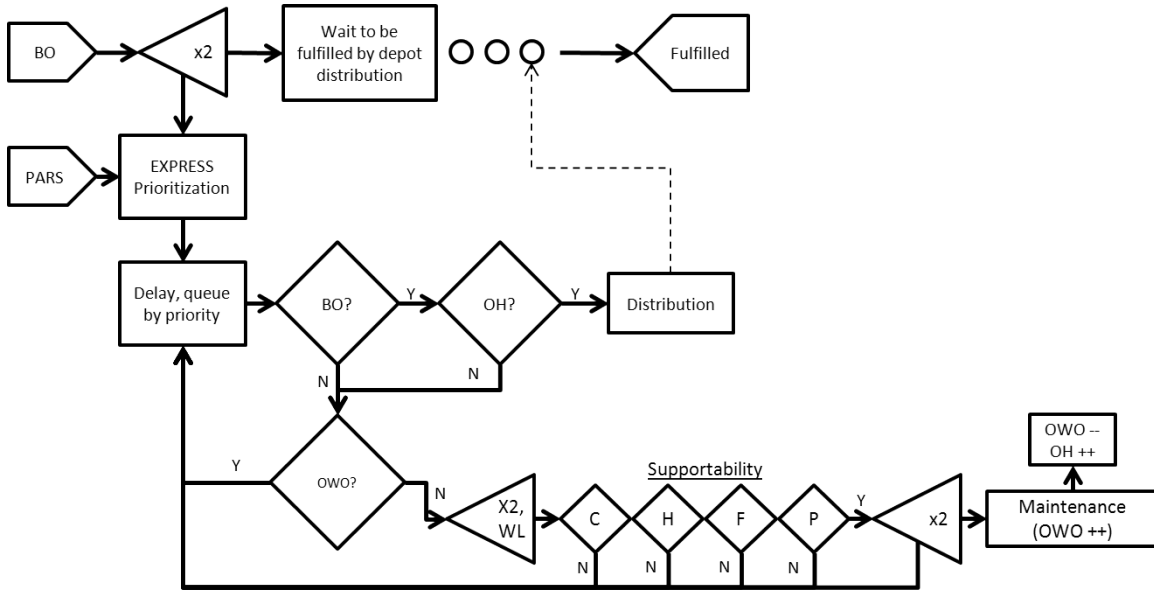 BO
x2
Wait to be
fulfilled by depot
distribution
Fulfilled
PARS
EXPRESS
Prioritization
Delay, queue
by priority
BO?
Y
OH?
Y
Distribution
N
N
OWO?
Y
N
X2,
WL
Supportability
C
H
F
P
Y
x2
N
N
N
N
Maintenance
(OWO ++)
OWO --
OH ++